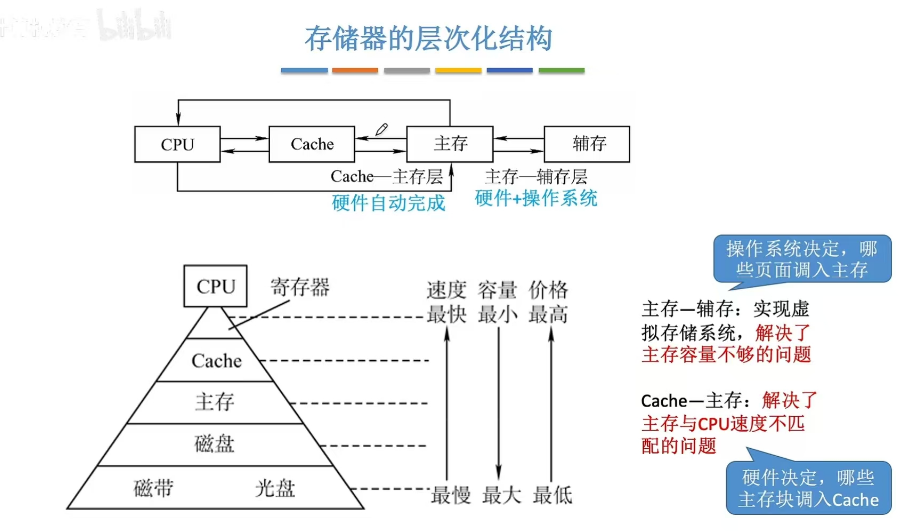 bilibili
存储器的层次化结构
CPU
Cache
主存
辅存
Cache—主存层
主存—辅存层
硬件自动完成
硬件+操作系统
操作系统决定，哪
些页面调入主存
CPU
寄存器
速度 容量 价格
最快 最小 最高
主存—辅存：实现虚
拟存储系统，解决了
主存容量不够的问题
Cache
主存
Cache—主存：解决了
主存与CPU速度不匹
配的问题
磁盘
磁带
光盘
最慢 最大 最低
硬件决定，哪些
主存块调入Cache